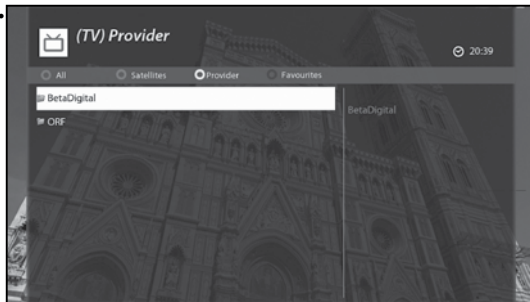 (TV) Provider
20:39
All Satellites Provider Favourites
BetaDigital
BetaDigital
ORF